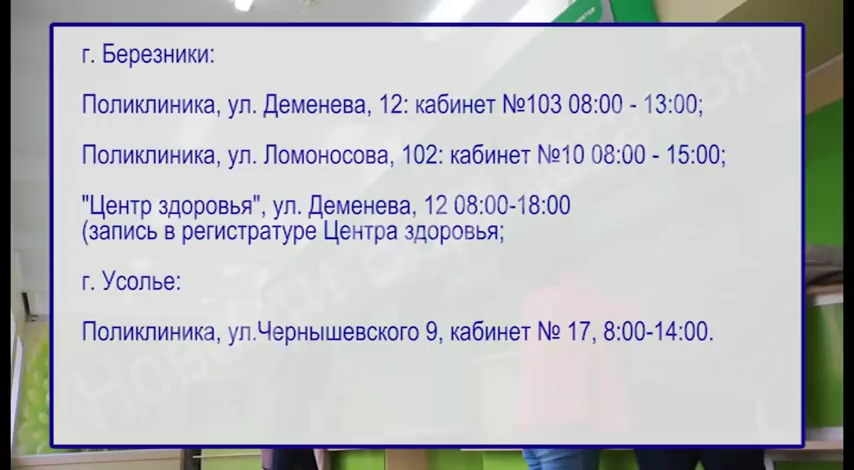 г. Березники:
Поликлиника, ул. Деменева, 12: кабинет №103 08:00 - 13:00;
Поликлиника, ул. Ломоносова, 102: кабинет №10 08:00 - 15:00;
"Центр здоровья", ул. Деменева, 12 08:00-18:00
(запись в регистратуре Центра здоровья;
г. Усолье:
Поликлиника, ул.Чернышевского 9, кабинет № 17, 8:00-14:00.